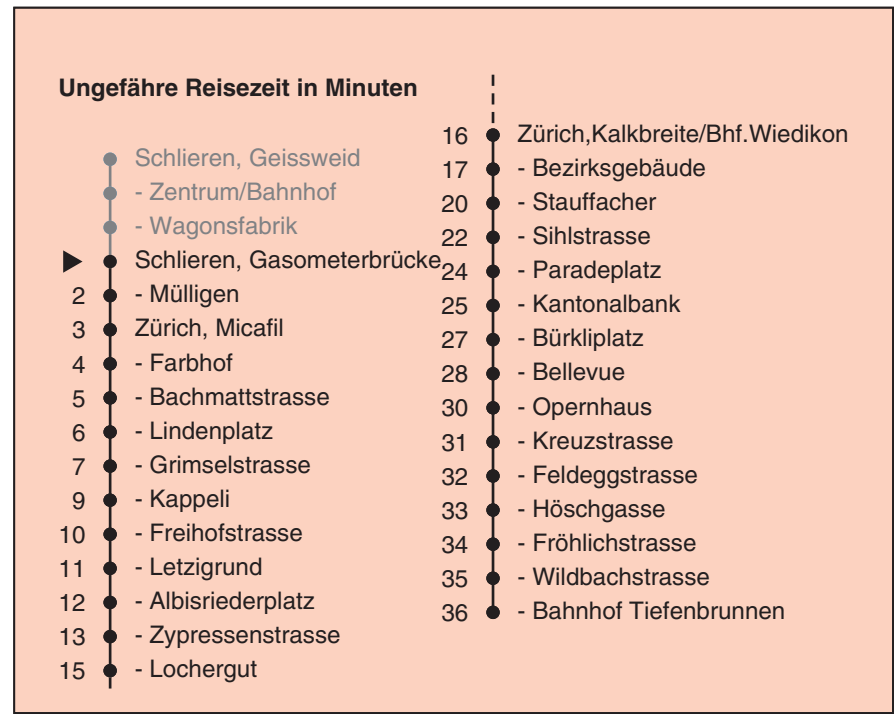 Ungefähre Reisezeit in Minuten
Schlieren, Geissweid
- Zentrum/Bahnhof
- Wagonsfabrik
Schlieren, Gasometerbrücke
2 - Mülligen
3 Zürich, Micafil
4 - Farbhof
5 - Bachmattstrasse
6 - Lindenplatz
7 - Grimselstrasse
9 - Kappeli
10 - Freihofstrasse
11 - Letzigrund
12 - Albisriederplatz
13 - Zypressenstrasse
15 - Lochergut
16 Zürich,Kalkbreite/Bhf.Wiedikon
17 - Bezirksgebäude
20 - Stauffacher
22 - Sihlstrasse
24 - Paradeplatz
25 - Kantonalbank
27 - Bürkliplatz
28 - Bellevue
30 - Opernhaus
31 - Kreuzstrasse
32 - Feldeggstrasse
33 - Höschgasse
34 - Fröhlichstrasse
35 - Wildbachstrasse
36 - Bahnhof Tiefenbrunnen